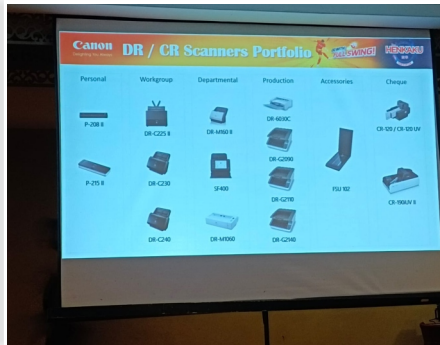 Canon DR / CR Scanners Portfolio
Personal Workgroup Departmental Production Accessories Cheque
P-208 II
DR-C225 II
DR-M160 II
DR-6030C
CR-120 / CR-120 UV
P-215 II
DR-C230
SF400
DR-G2090
FSU 102
DR-G2110
CR-190UV II
DR-C240
DR-M1060
DR-G2140
HENKAKU